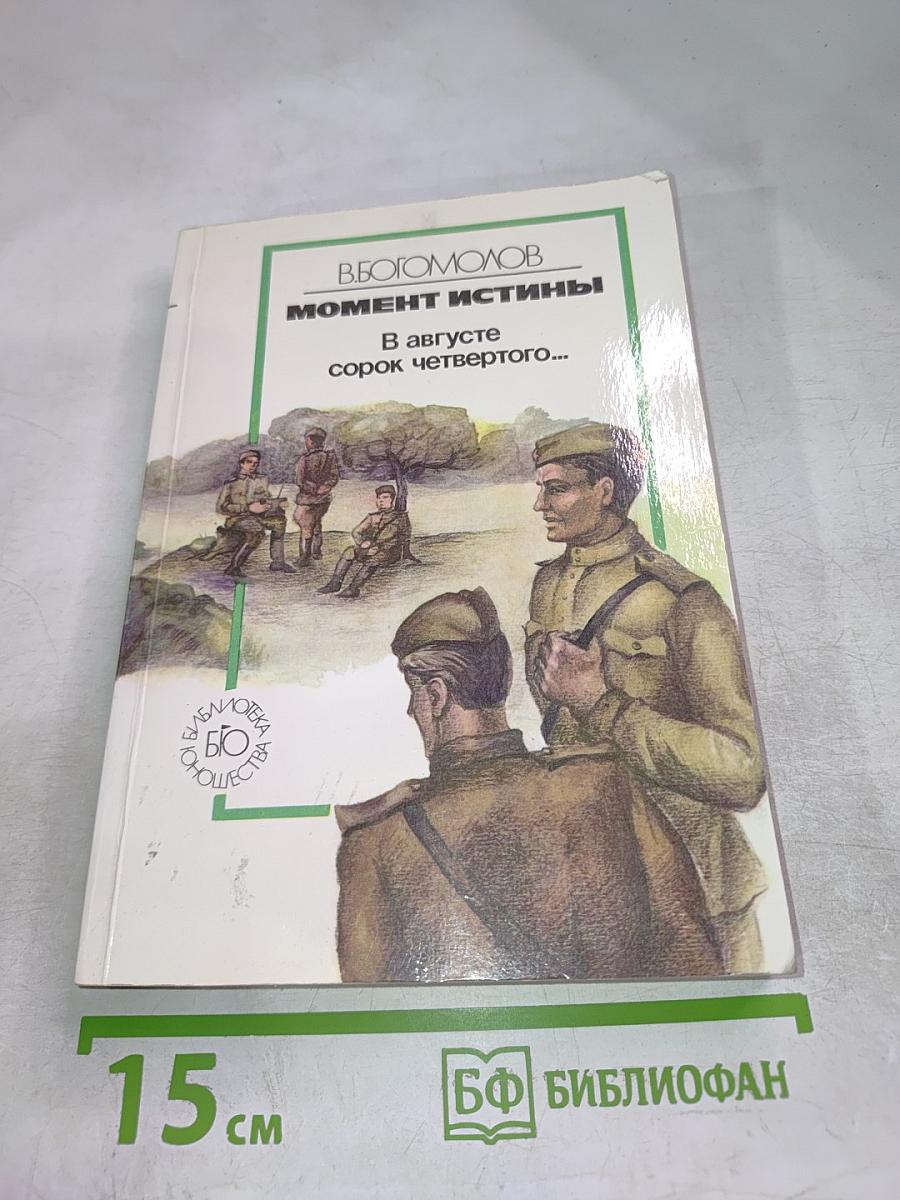 В.БОГОМОЛОВ
МОМЕНТ ИСТИНЫ
В августе
сорок четвертого...
БИБЛИОТЕКА
ЮНОШЕСТВА
БЮ
15 см
БФ БИБЛИОФАН